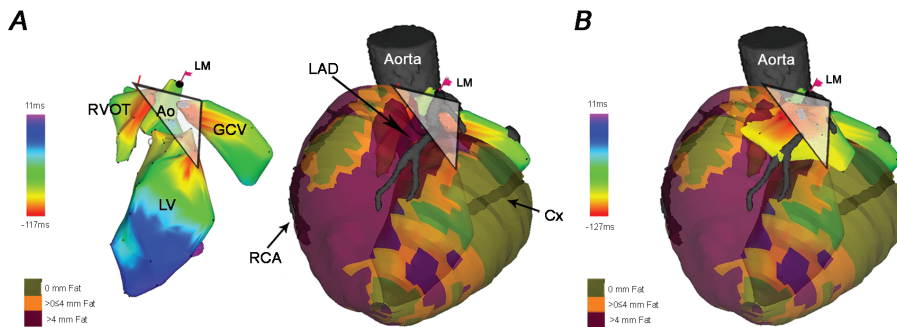 A
B
Aorta
Aorta
LM
LM
LAD
LM
11ms
RVOT
Ao
GCV
11ms
LV
-117ms
Cx
-127ms
RCA
0 mm Fat
>0≤4 mm Fat
>4 mm Fat
0 mm Fat
>0≤4 mm Fat
>4 mm Fat